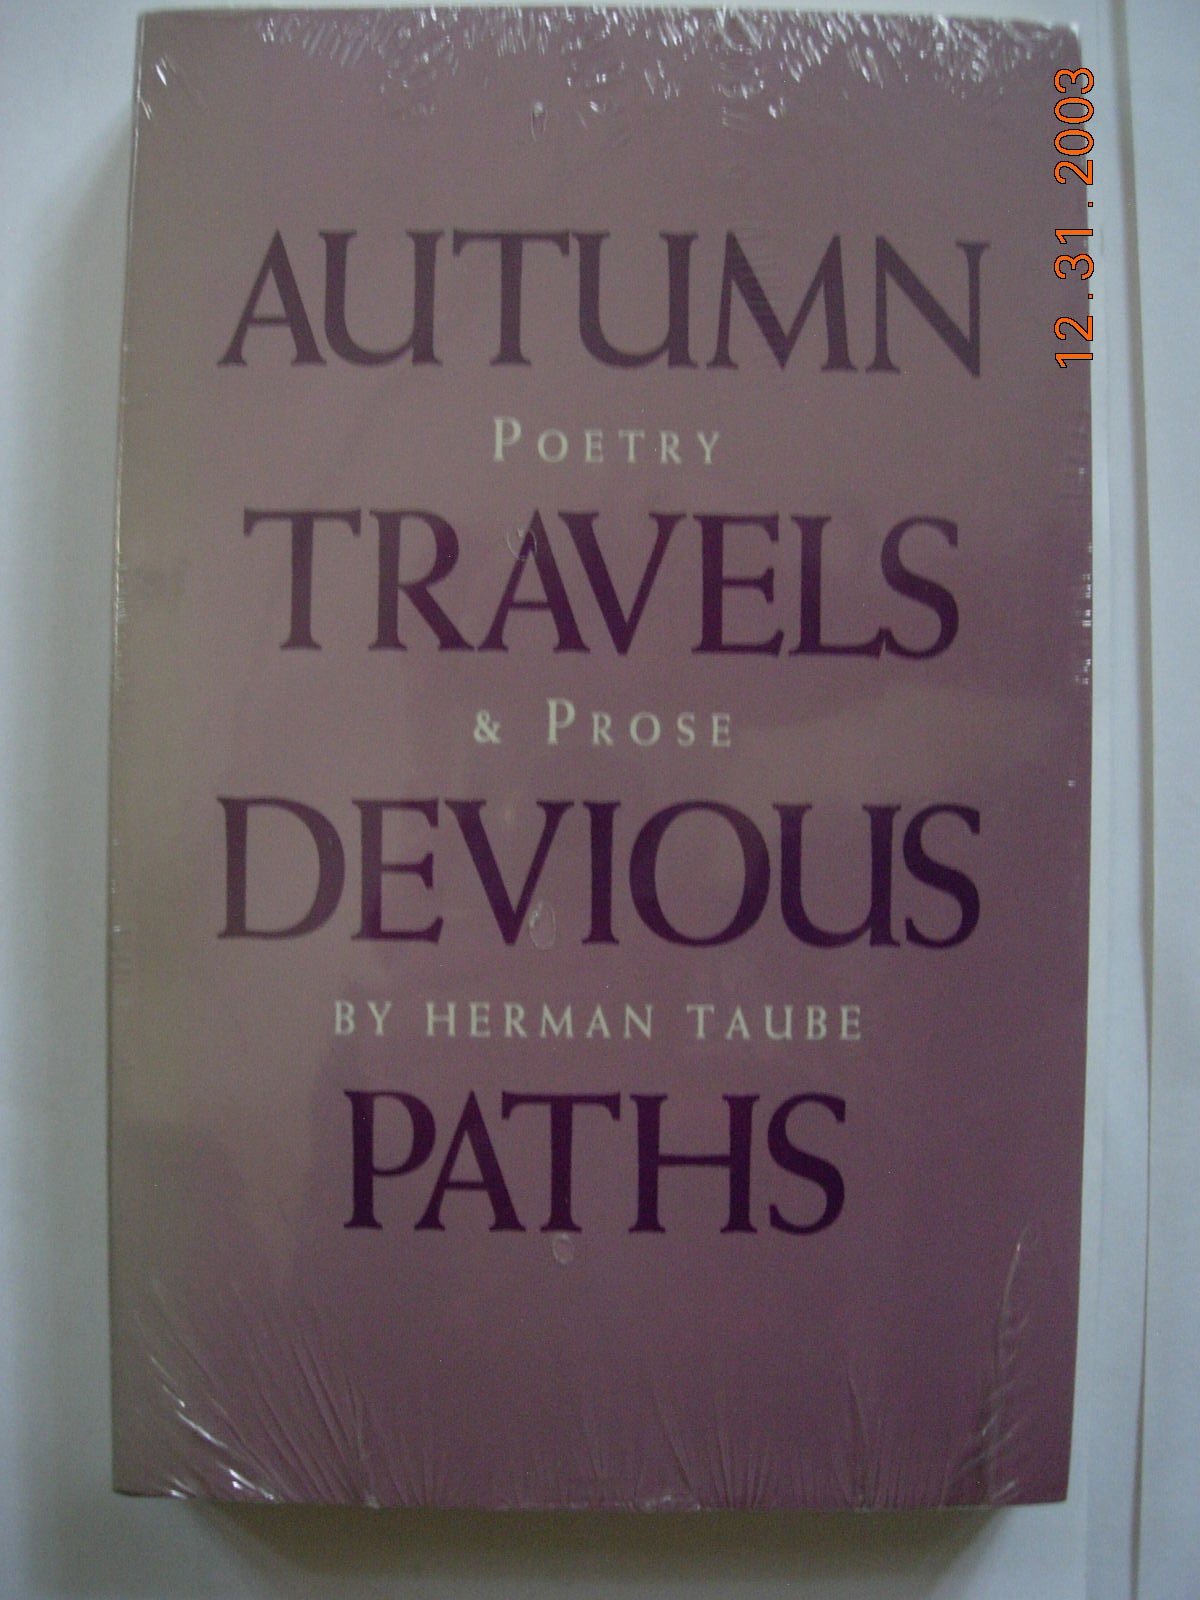 AUTUMN
POETRY
TRAVELS
& PROSE
DEVIOUS
BY HERMAN TAUBE
PATHS
12.31.2003